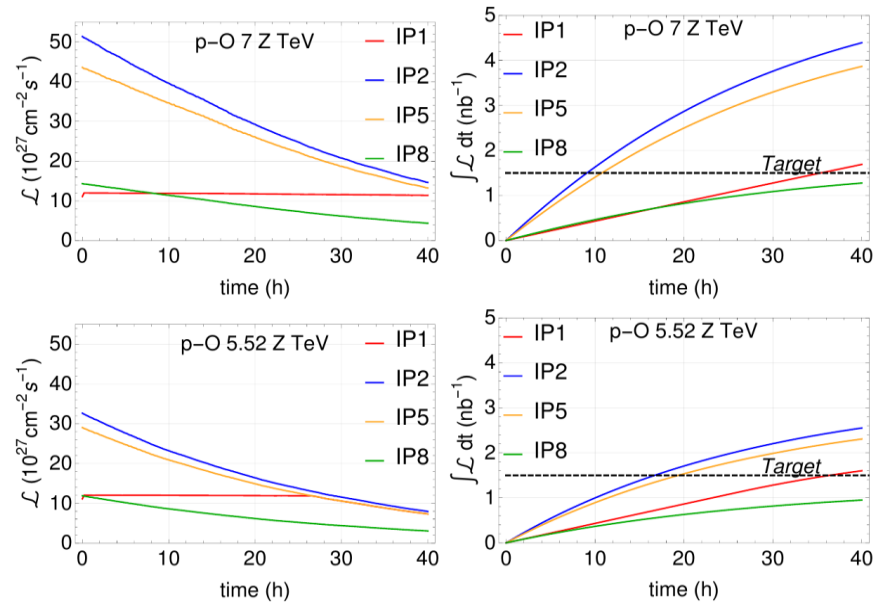 p−O 7 Z TeV
IP1
IP2
IP5
IP8
50
40
30
20
10
0
0
10
20
30
40
time (h)
ℒ (10²⁷cm⁻²s⁻¹)
p−O 7 Z TeV
IP1
IP2
IP5
IP8
Target
5
4
3
2
1
0
0
10
20
30
40
time (h)
∫ℒ dt (nb⁻¹)
p−O 5.52 Z TeV
IP1
IP2
IP5
IP8
50
40
30
20
10
0
0
10
20
30
40
time (h)
ℒ (10²⁷cm⁻²s⁻¹)
p−O 5.52 Z TeV
IP1
IP2
IP5
IP8
Target
5
4
3
2
1
0
0
10
20
30
40
time (h)
∫ℒ dt (nb⁻¹)